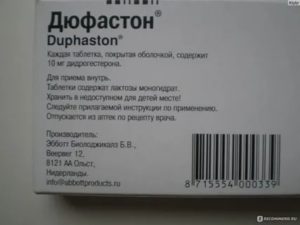 Дюфастон®
Duphaston®
Каждая таблетка, покрытая оболочкой, содержит
10 мг дидрогестерона.
Для приема внутрь.
Таблетки содержат лактозы моногидрат.
Хранить в недоступном для детей месте!
Следуйте прилагаемой инструкции по применению.
Отпускается из аптек по рецепту врача.
Производитель:
Эбботт Биолоджикалз Б.В.,
Веервег 12,
8121 АА Ольст,
Нидерланды.
info@abbottproducts.ru
8 715554 000339